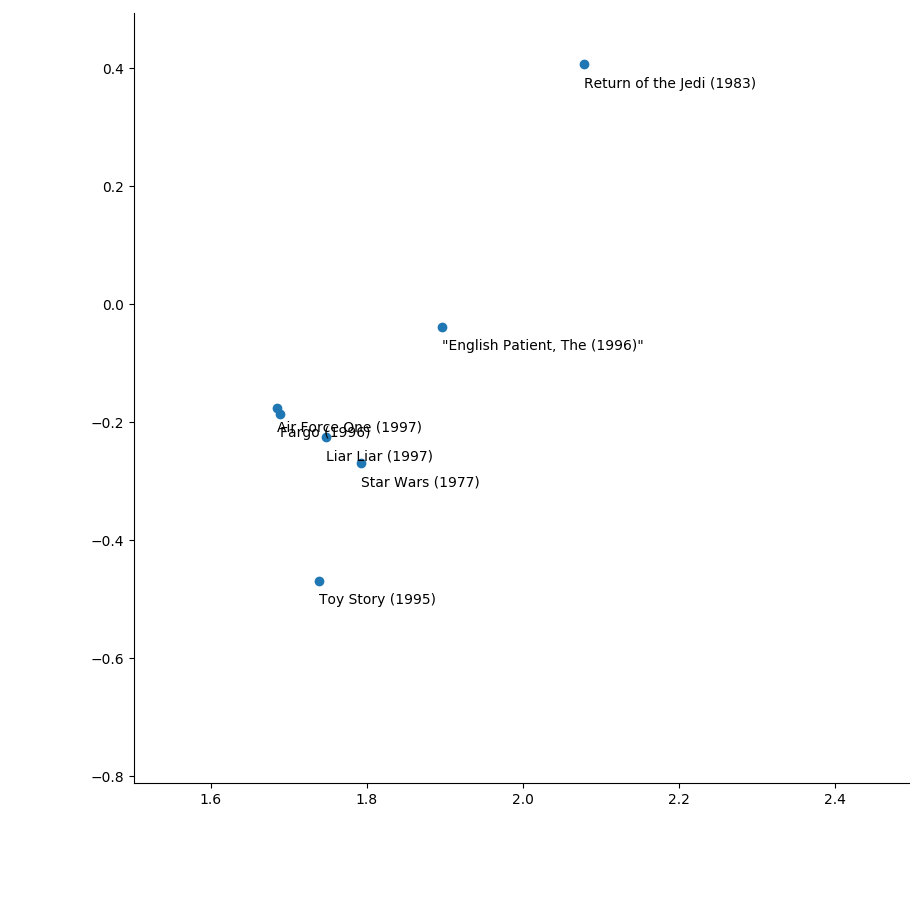 0.4
Return of the Jedi (1983)
0.2
0.0
"English Patient, The (1996)"
−0.2
Air Force One (1997)
Fargo (1996)
Liar Liar (1997)
Star Wars (1977)
−0.4
Toy Story (1995)
−0.6
−0.8
1.6 1.8 2.0 2.2 2.4